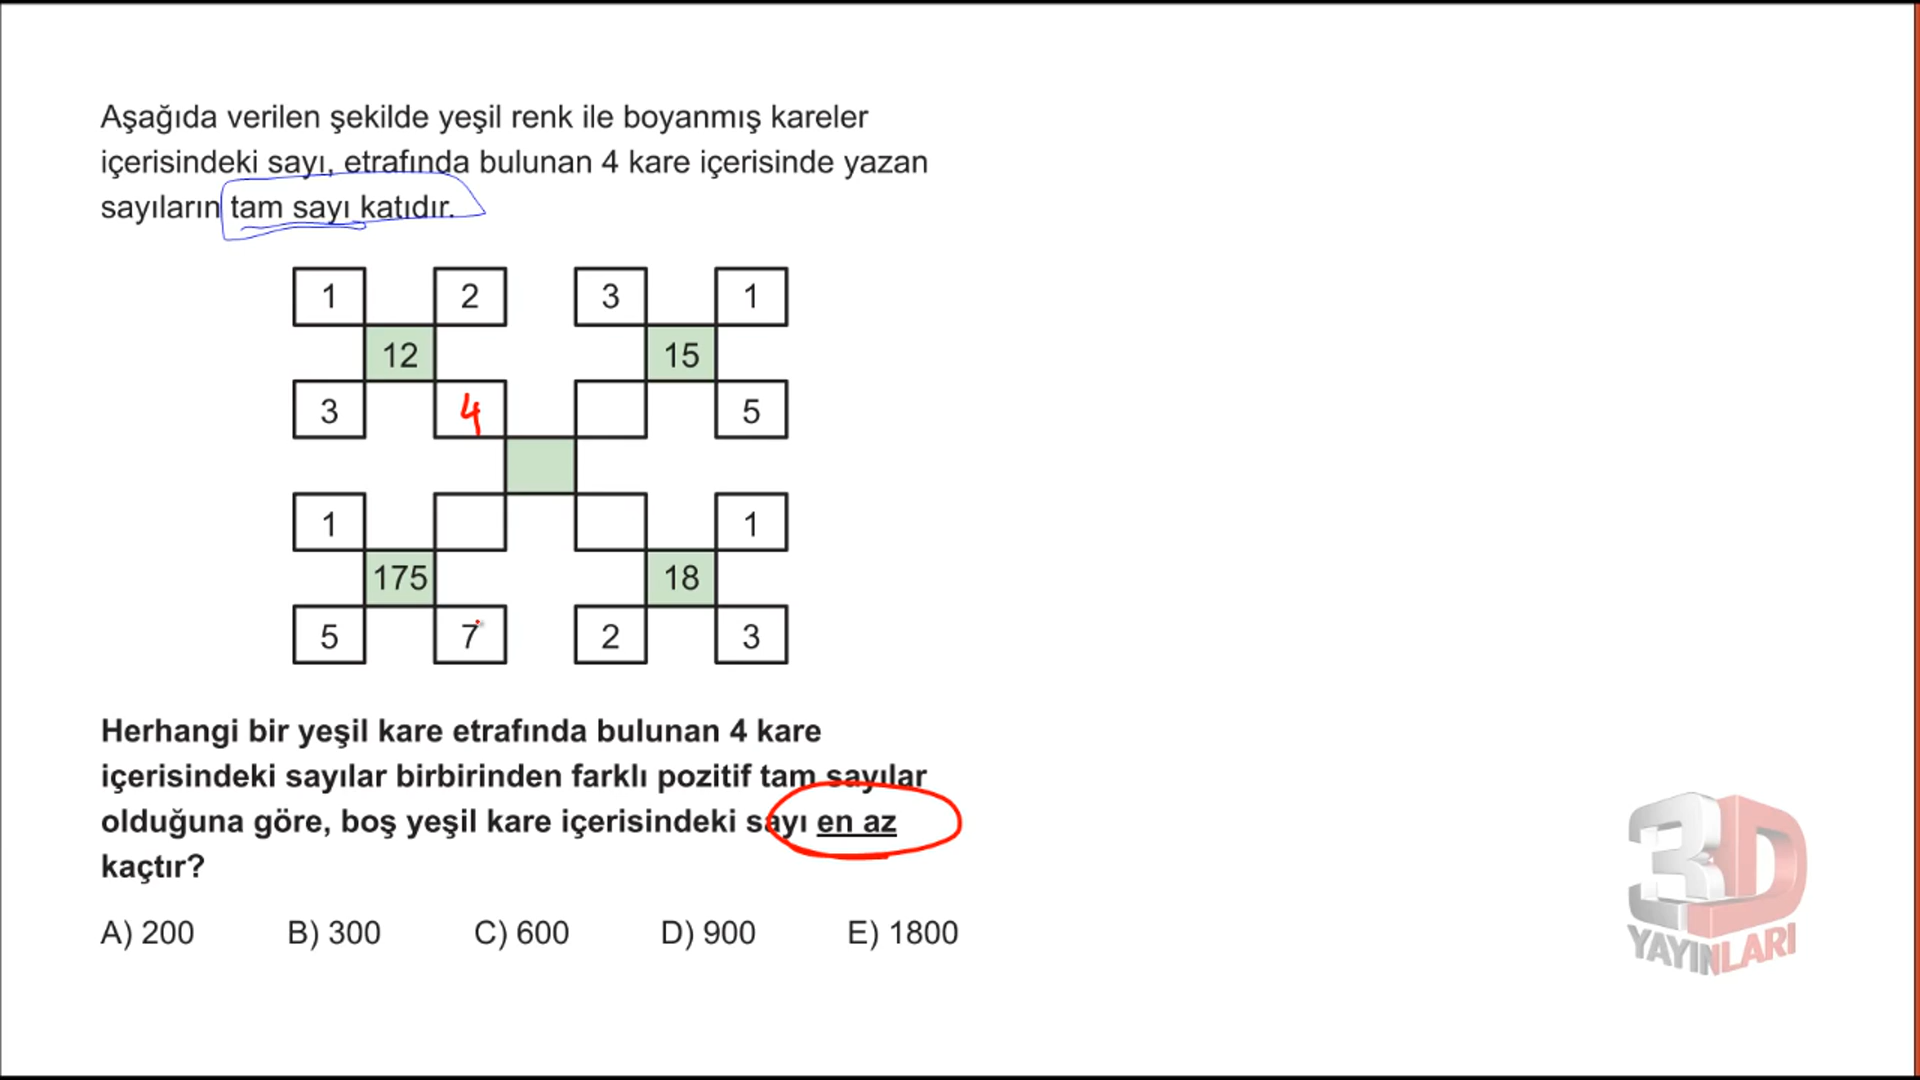 Aşağıda verilen şekilde yeşil renk ile boyanmış kareler
içerisindeki sayı, etrafında bulunan 4 kare içerisinde yazan
sayıların tam sayı katıdır.
1 2 3 1
12 15
3 4 5
1 1
175 18
5 7 2 3
Herhangi bir yeşil kare etrafında bulunan 4 kare
içerisindeki sayılar birbirinden farklı pozitif tam sayılar
olduğuna göre, boş yeşil kare içerisindeki sayı en az
kaçtır?
A) 200 B) 300 C) 600 D) 900 E) 1800
3D
YAYINLARI